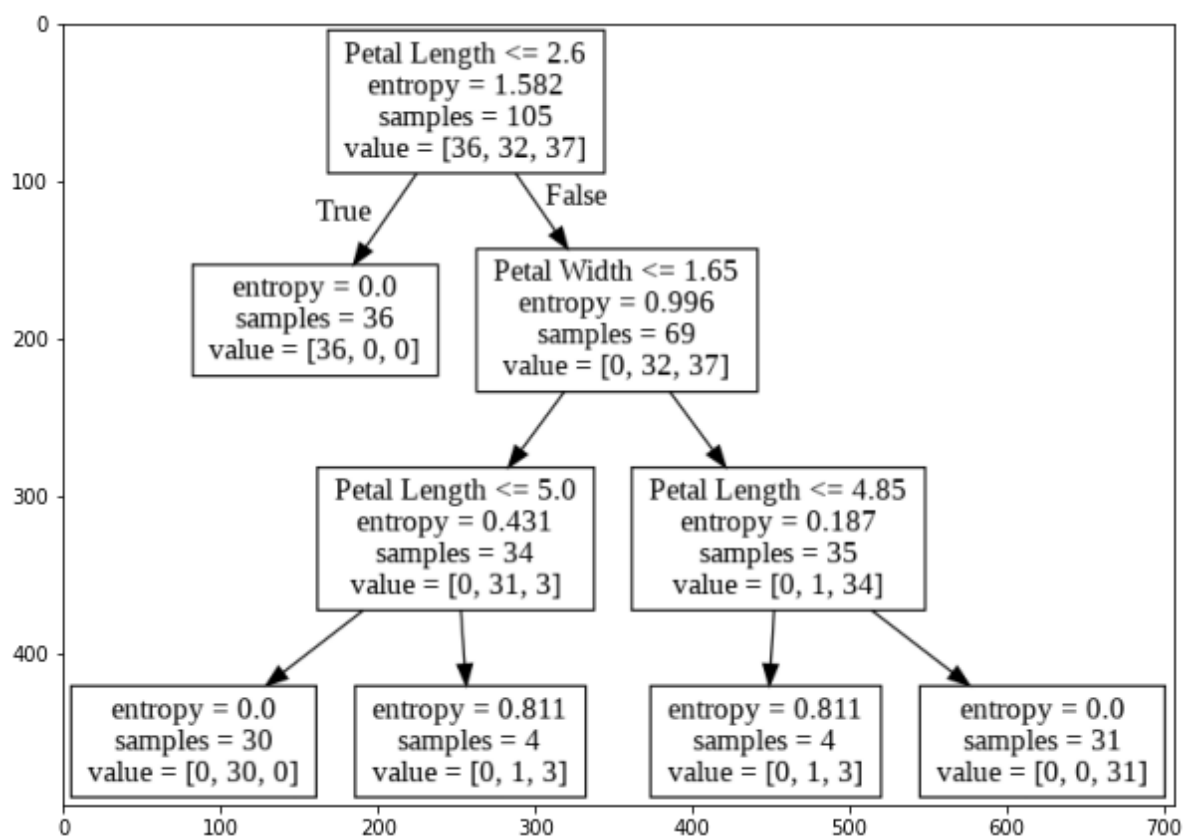 0
100
200
300
400
Petal Length <= 2.6
entropy = 1.582
samples = 105
value = [36, 32, 37]
True
False
entropy = 0.0
samples = 36
value = [36, 0, 0]
Petal Width <= 1.65
entropy = 0.996
samples = 69
value = [0, 32, 37]
Petal Length <= 5.0
entropy = 0.431
samples = 34
value = [0, 31, 3]
Petal Length <= 4.85
entropy = 0.187
samples = 35
value = [0, 1, 34]
entropy = 0.0
samples = 30
value = [0, 30, 0]
entropy = 0.811
samples = 4
value = [0, 1, 3]
entropy = 0.811
samples = 4
value = [0, 1, 3]
entropy = 0.0
samples = 31
value = [0, 0, 31]
0 100 200 300 400 500 600 700